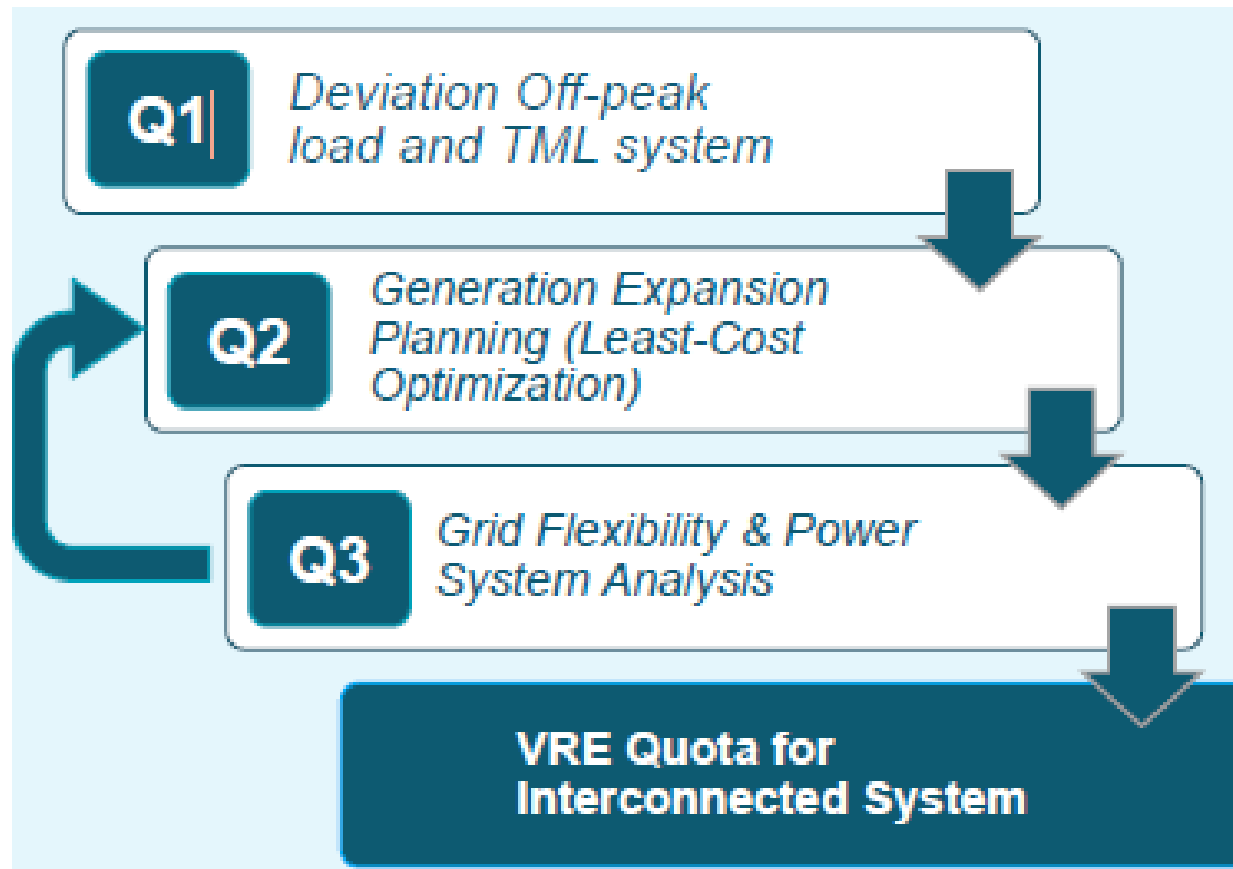 Q1
Deviation Off-peak
load and TML system
Q2
Generation Expansion
Planning (Least-Cost
Optimization)
Q3
Grid Flexibility & Power
System Analysis
VRE Quota for
Interconnected System